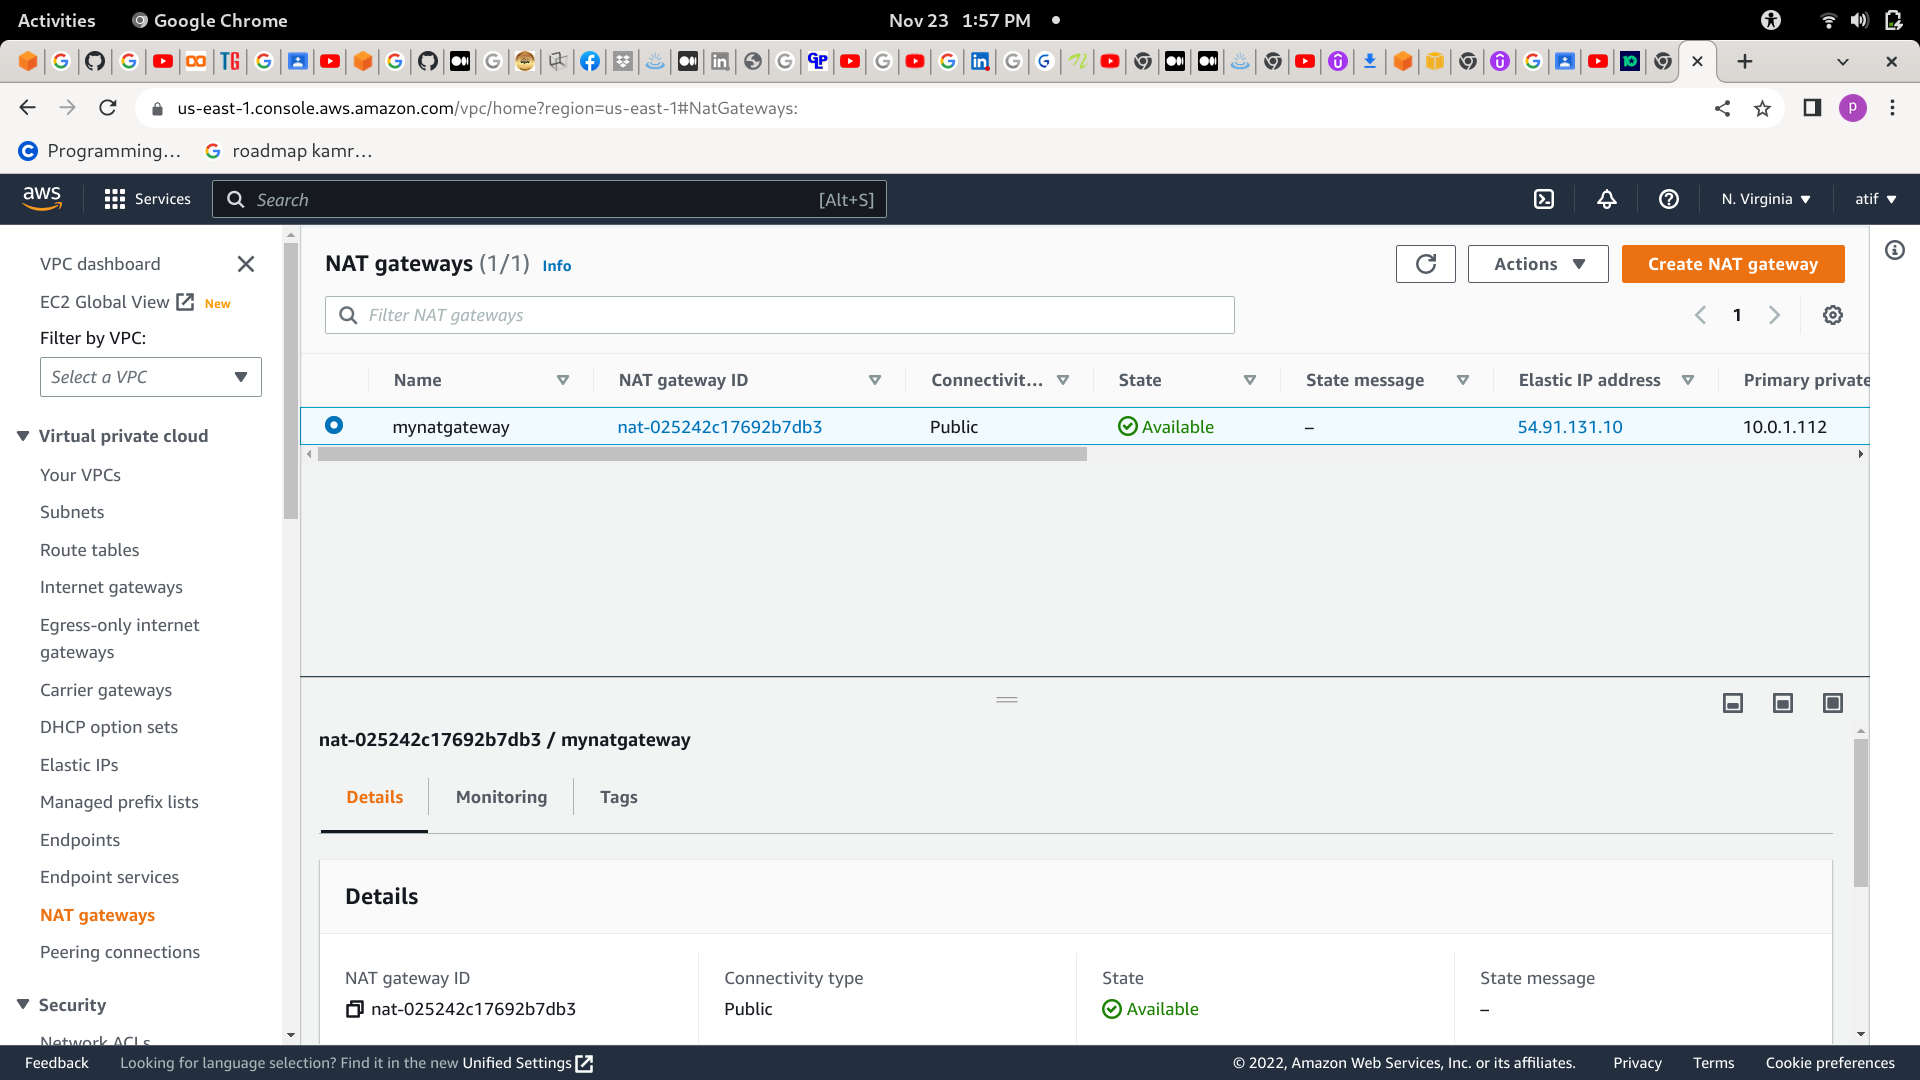 Activities
Google Chrome
Nov 23 1:57 PM
us-east-1.console.aws.amazon.com/vpc/home?region=us-east-1#NatGateways:
P
Programming...
roadmap kamr...
aws
Services
Search
[Alt+S]
N. Virginia
atif
VPC dashboard
EC2 Global View New
Filter by VPC:
Select a VPC
Virtual private cloud
Your VPCs
Subnets
Route tables
Internet gateways
Egress-only internet
gateways
Carrier gateways
DHCP option sets
Elastic IPs
Managed prefix lists
Endpoints
Endpoint services
NAT gateways
Peering connections
Security
Network ACLs
NAT gateways (1/1) Info
Actions
Create NAT gateway
Filter NAT gateways
1
Name NAT gateway ID Connectivit... State State message Elastic IP address Primary private
mynatgateway nat-025242c17692b7db3 Public Available – 54.91.131.10 10.0.1.112
nat-025242c17692b7db3 / mynatgateway
Details Monitoring Tags
Details
NAT gateway ID Connectivity type State State message
nat-025242c17692b7db3 Public Available –
Feedback
Looking for language selection? Find it in the new Unified Settings
© 2022, Amazon Web Services, Inc. or its affiliates.
Privacy
Terms
Cookie preferences